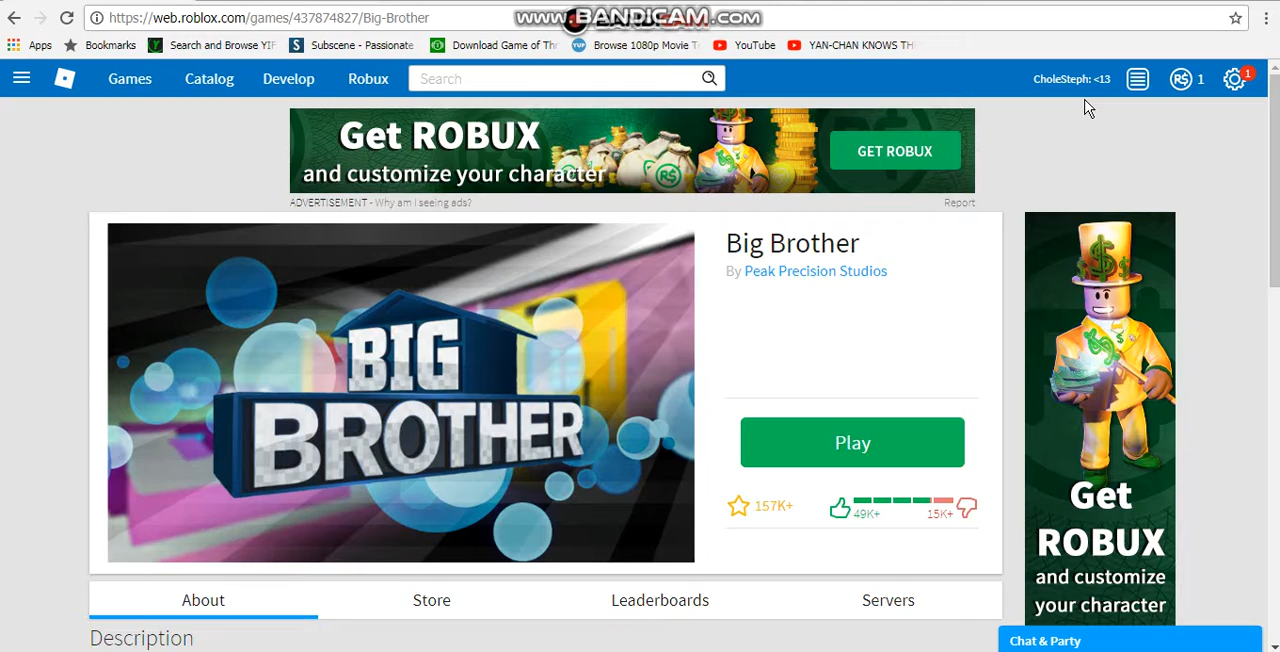 https://web.roblox.com/games/437874827/Big-Brother
www.BANDICAM.com
Apps Bookmarks Search and Browse YIF Subscene - Passionate Download Game of Thr Browse 1080p Movie T YouTube YAN-CHAN KNOWS TH
Games Catalog Develop Robux Search CholeSteph: <13 R$ 1 1
Get ROBUX
and customize your character
GET ROBUX
ADVERTISEMENT - Why am I seeing ads? Report
BIG
BROTHER
Big Brother
By Peak Precision Studios
Play
157K+ 49K+ 15K+
Get
ROBUX
and customize
your character
About Store Leaderboards Servers
Description
Chat & Party